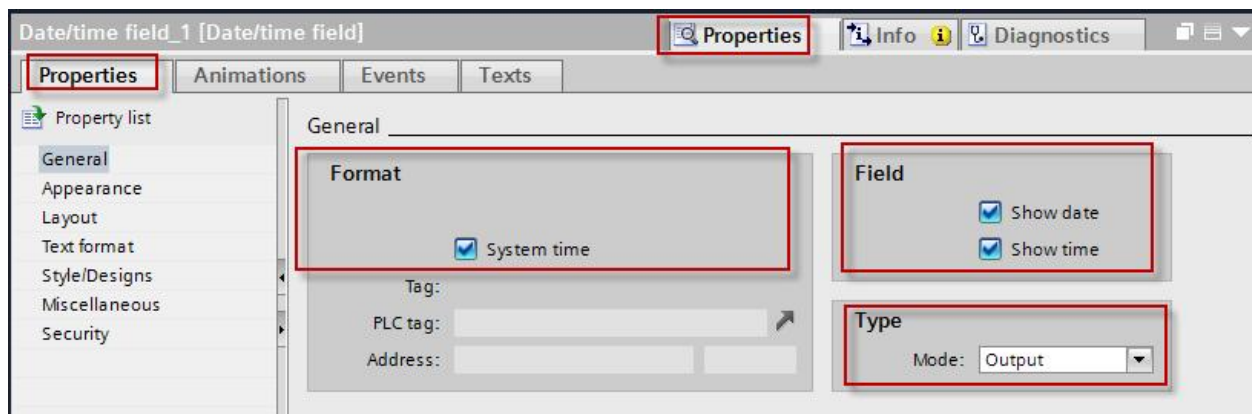 Date/time field_1 [Date/time field]
Properties
Info
Diagnostics
Properties
Animations
Events
Texts
Property list
General
Appearance
Layout
Text format
Style/Designs
Miscellaneous
Security
General
Format
System time
Tag:
PLC tag:
Address:
Field
Show date
Show time
Type
Mode: Output